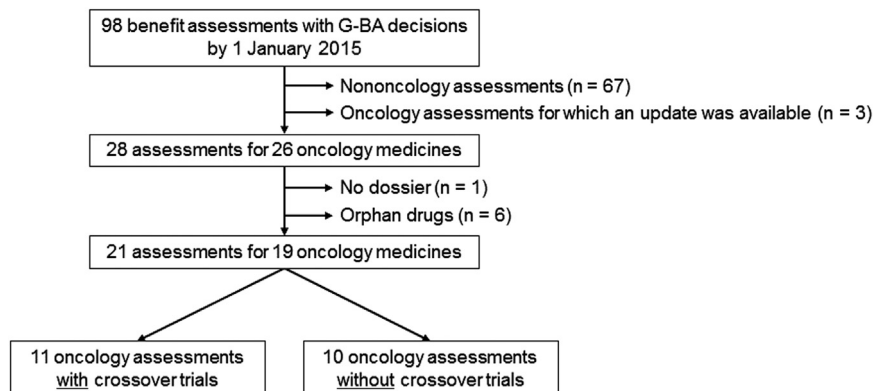 98 benefit assessments with G-BA decisions
by 1 January 2015
Nononcology assessments (n = 67)
Oncology assessments for which an update was available (n = 3)
28 assessments for 26 oncology medicines
No dossier (n = 1)
Orphan drugs (n = 6)
21 assessments for 19 oncology medicines
11 oncology assessments
with crossover trials
10 oncology assessments
without crossover trials